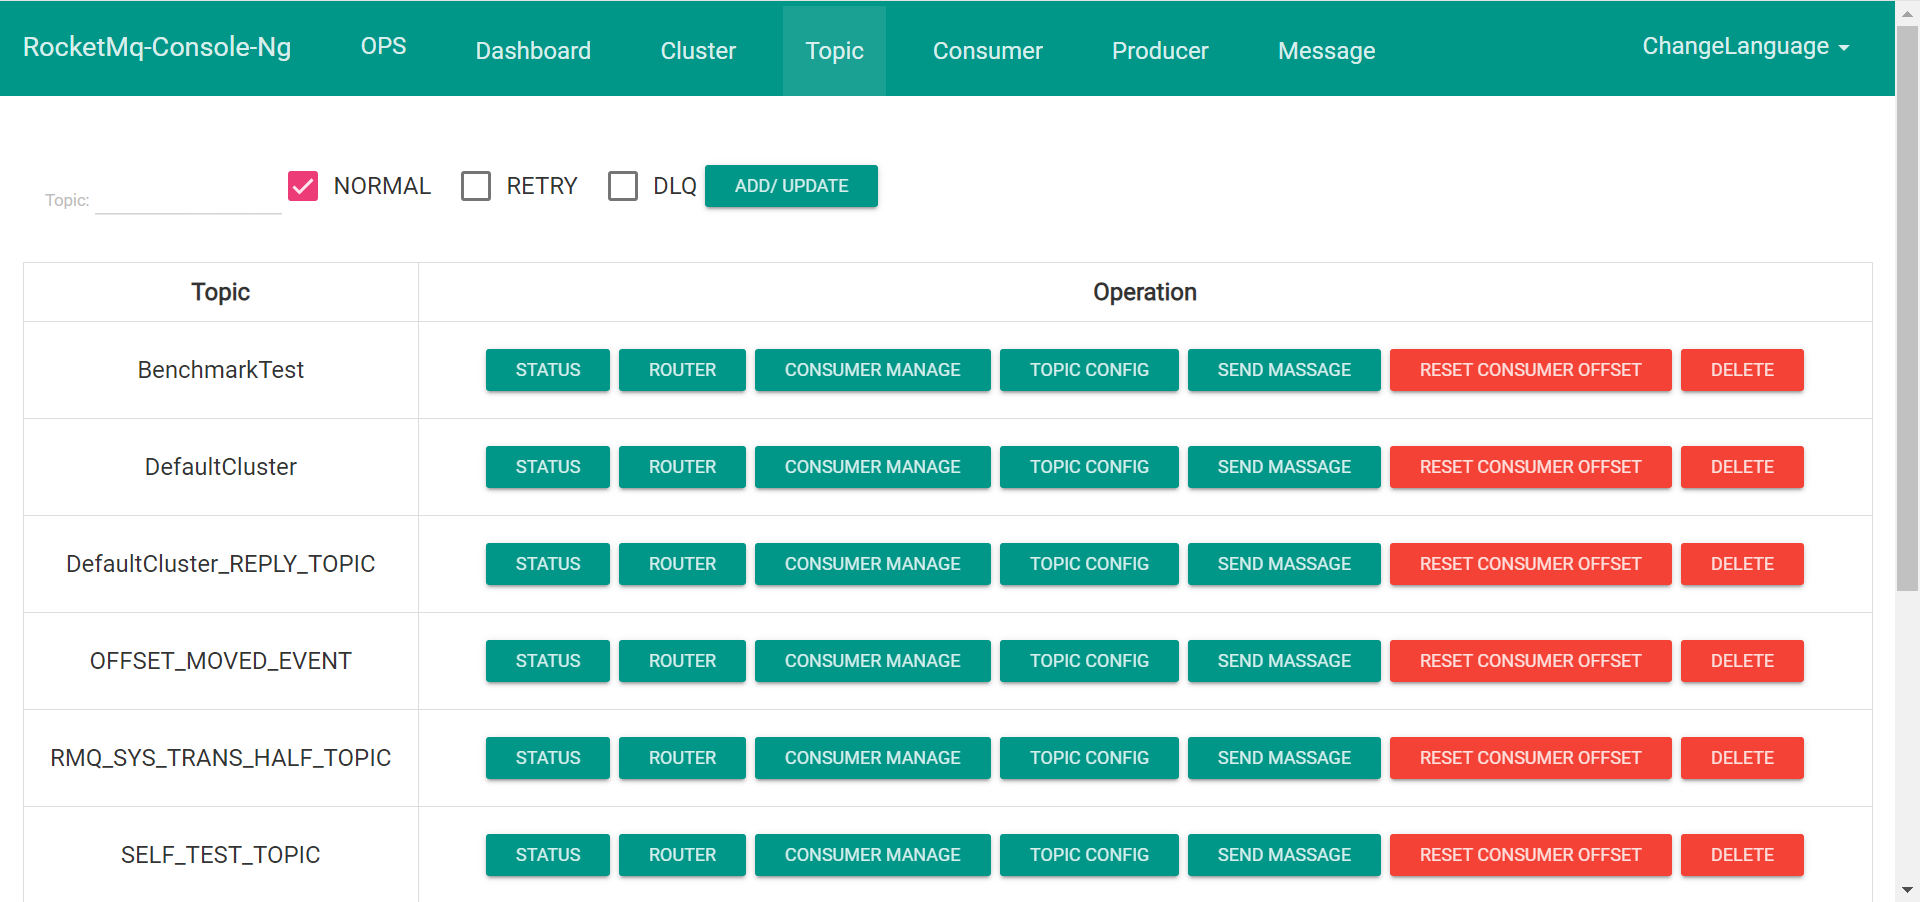 RocketMq-Console-Ng OPS Dashboard Cluster Topic Consumer Producer Message ChangeLanguage
Topic: NORMAL RETRY DLQ ADD/ UPDATE
Topic Operation
BenchmarkTest STATUS ROUTER CONSUMER MANAGE TOPIC CONFIG SEND MASSAGE RESET CONSUMER OFFSET DELETE
DefaultCluster STATUS ROUTER CONSUMER MANAGE TOPIC CONFIG SEND MASSAGE RESET CONSUMER OFFSET DELETE
DefaultCluster_REPLY_TOPIC STATUS ROUTER CONSUMER MANAGE TOPIC CONFIG SEND MASSAGE RESET CONSUMER OFFSET DELETE
OFFSET_MOVED_EVENT STATUS ROUTER CONSUMER MANAGE TOPIC CONFIG SEND MASSAGE RESET CONSUMER OFFSET DELETE
RMQ_SYS_TRANS_HALF_TOPIC STATUS ROUTER CONSUMER MANAGE TOPIC CONFIG SEND MASSAGE RESET CONSUMER OFFSET DELETE
SELF_TEST_TOPIC STATUS ROUTER CONSUMER MANAGE TOPIC CONFIG SEND MASSAGE RESET CONSUMER OFFSET DELETE